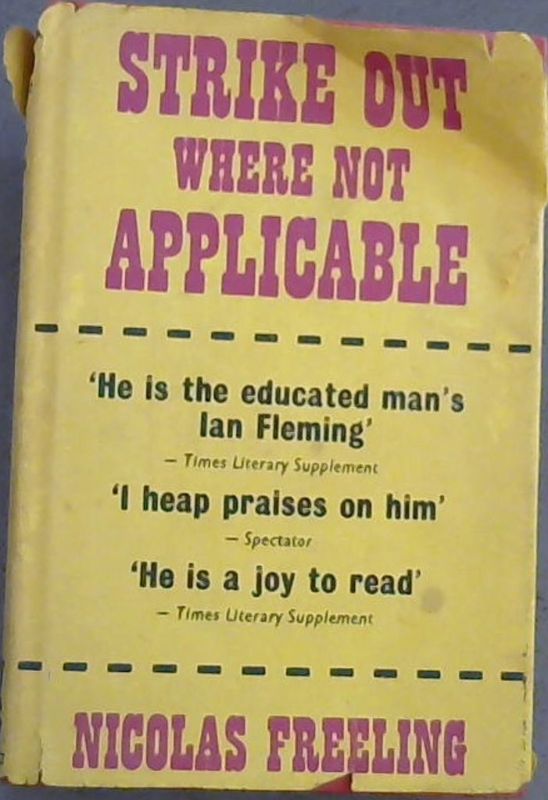 STRIKE OUT
WHERE NOT
APPLICABLE
‘He is the educated man’s
Ian Fleming’
– Times Literary Supplement
‘I heap praises on him’
– Spectator
‘He is a joy to read’
– Times Literary Supplement
NICOLAS FREELING